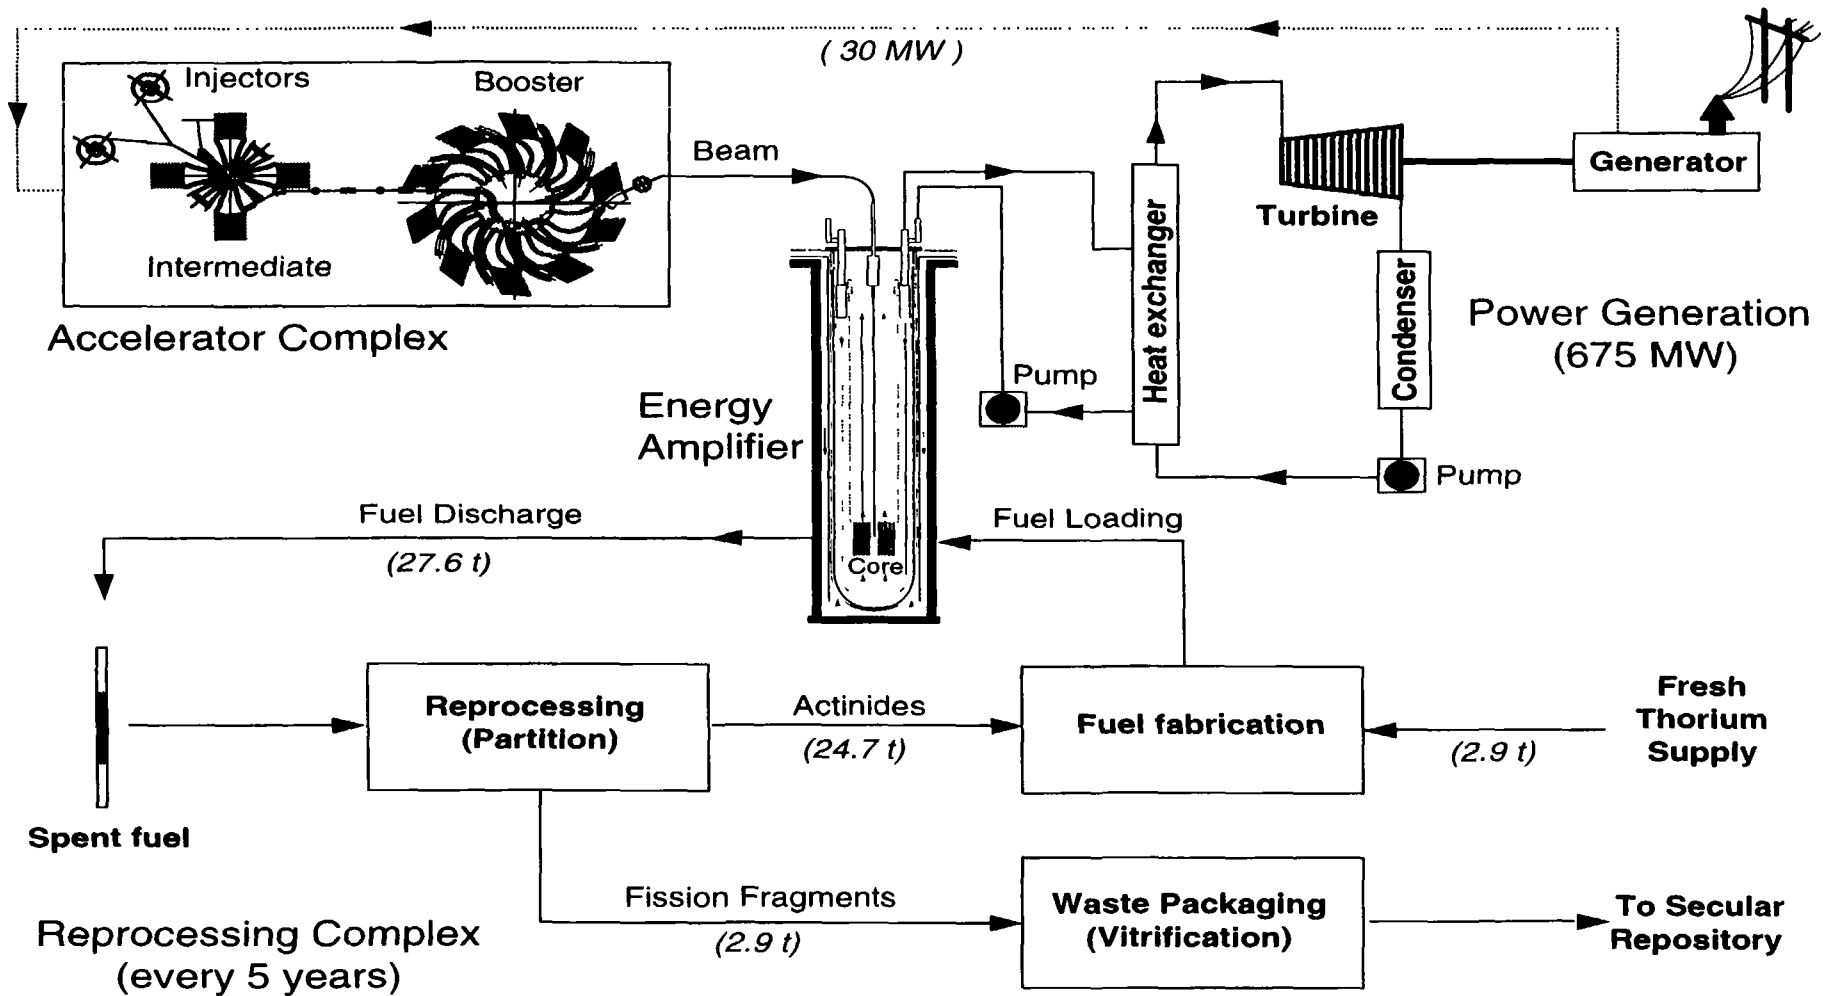 ( 30 MW )
Injectors
Booster
Intermediate
Accelerator Complex
Beam
Heat exchanger
Turbine
Generator
Condenser
Power Generation
(675 MW)
Pump
Pump
Energy
Amplifier
Core
Fuel Discharge
(27.6 t)
Fuel Loading
Spent fuel
Reprocessing
(Partition)
Actinides
(24.7 t)
Fuel fabrication
(2.9 t)
Fresh
Thorium
Supply
Fission Fragments
(2.9 t)
Waste Packaging
(Vitrification)
To Secular
Repository
Reprocessing Complex
(every 5 years)